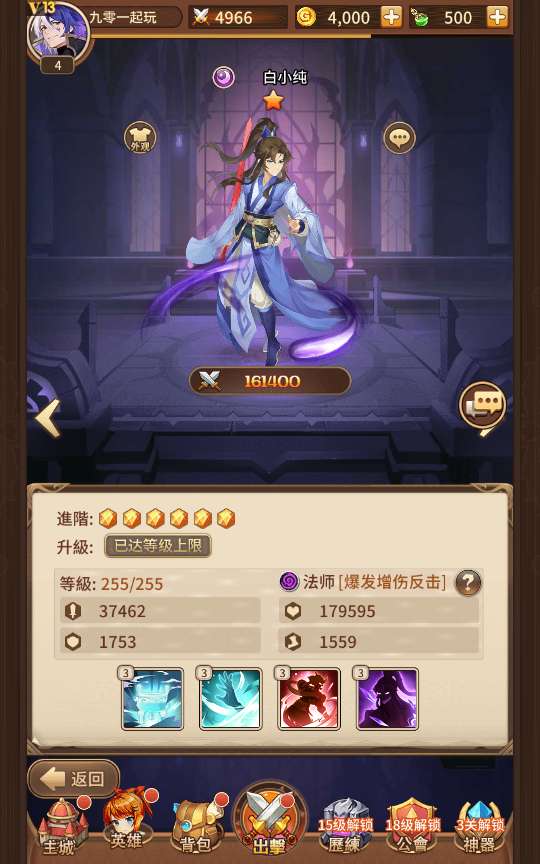 V13
九零一起玩
4966
G
4,000
500
4
白小纯
外观
161400
進階:
升級: 已达等级上限
等級: 255/255
法师 [爆发增伤反击] ?
37462
179595
1753
1559
3
3
3
3
返回
主城
英雄
背包
出擊
15级解锁
歷練
18级解锁
公會
3关解锁
神器